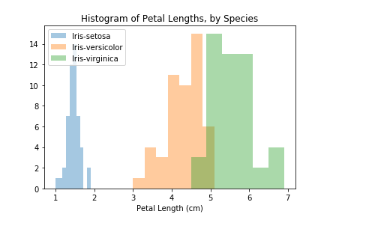 Histogram of Petal Lengths, by Species
Iris-setosa
Iris-versicolor
Iris-virginica
14
12
10
8
6
4
2
0
1 2 3 4 5 6 7
Petal Length (cm)